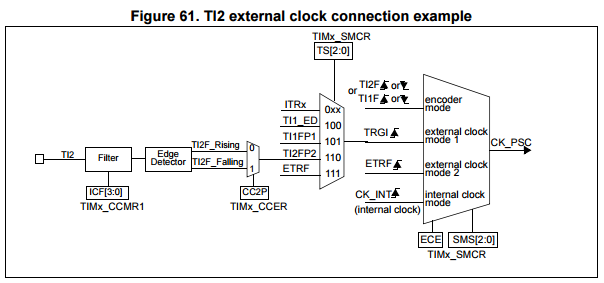 Figure 61. TI2 external clock connection example
TIMx_SMCR
TS[2:0]
or TI2F or
TI1F or
encoder
mode
ITRx
0xx
TI1_ED
100
TRGI
external clock
mode 1
CK_PSC
TI1FP1
101
TI2
Filter
Edge
Detector
TI2F_Rising
0
TI2F_Falling
1
TI2FP2
110
ETRF
111
ETRF
external clock
mode 2
ICF[3:0]
TIMx_CCMR1
CC2P
TIMx_CCER
CK_INT
(internal clock)
internal clock
mode
ECE
SMS[2:0]
TIMx_SMCR